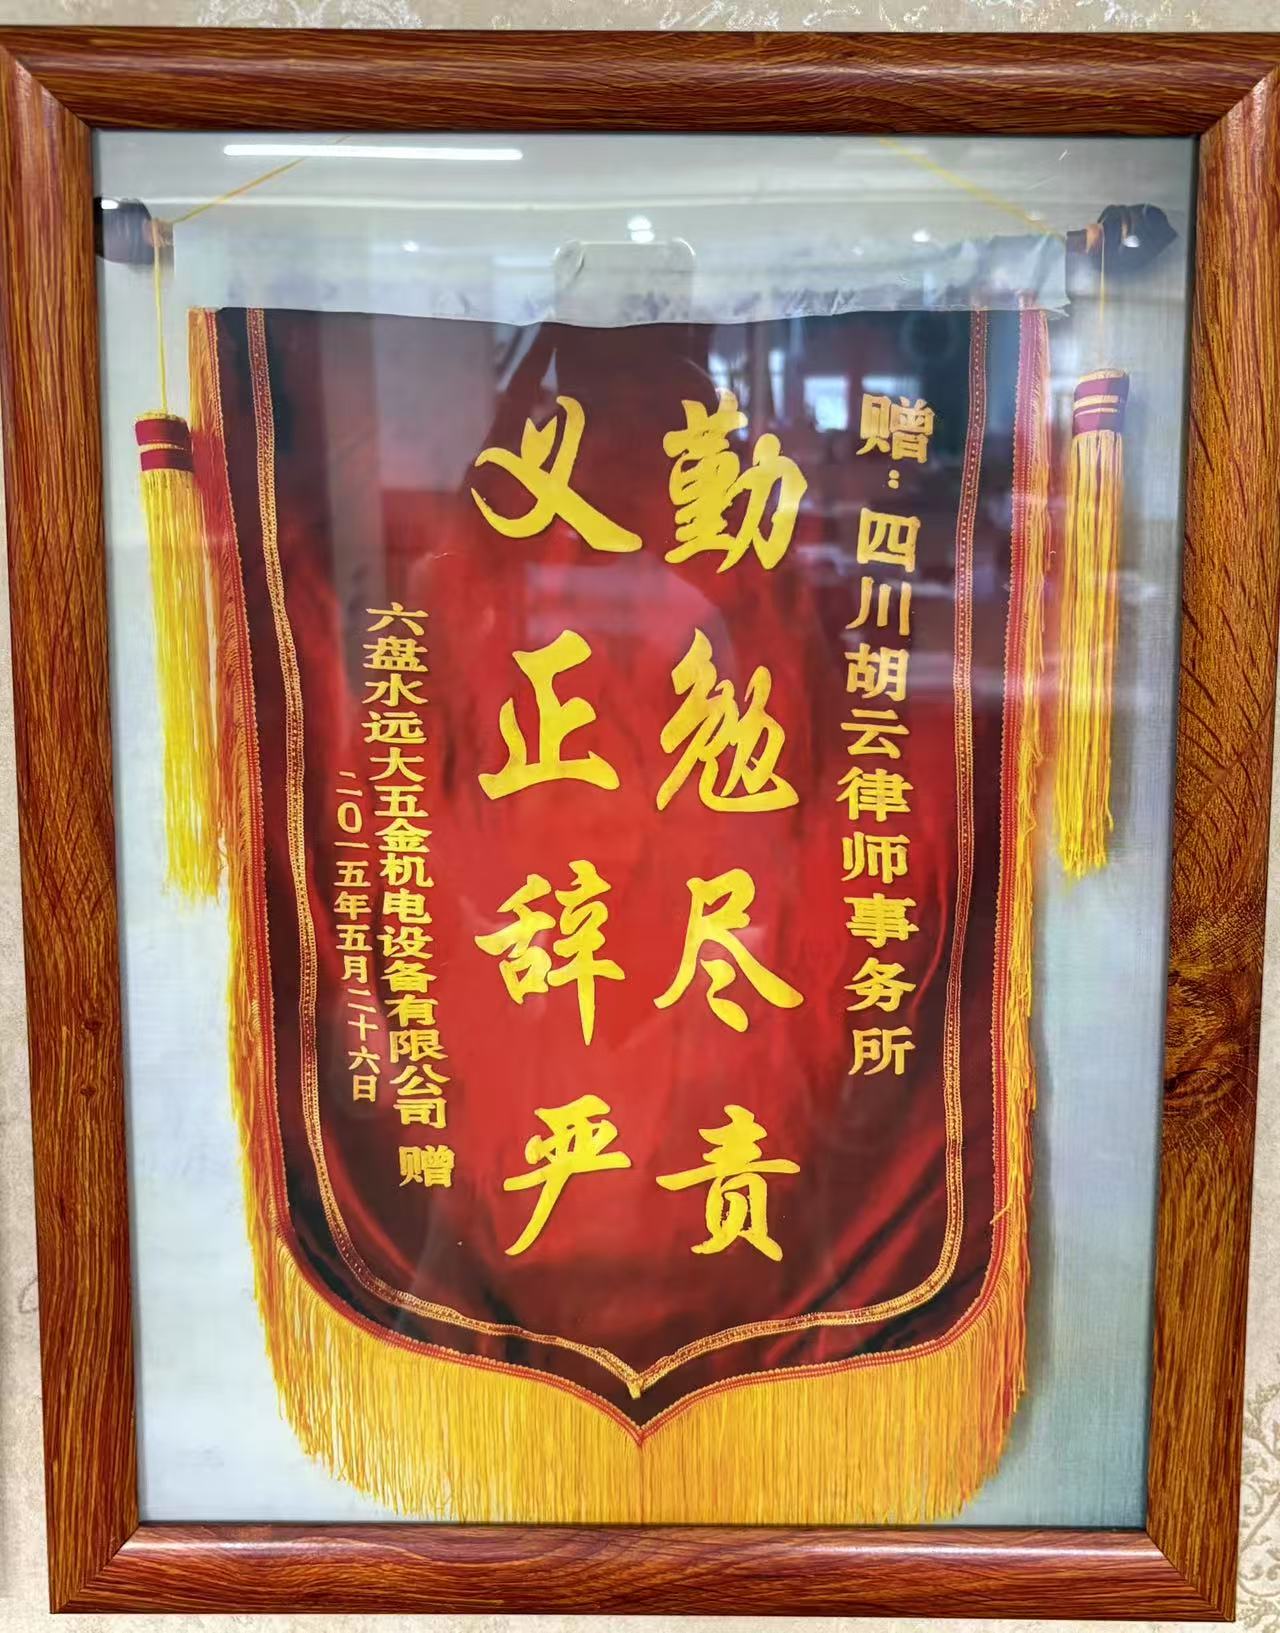 赠：四川胡云律师事务所
勤勉尽责
义正辞严
六盘水远大五金机电设备有限公司 赠
二〇一五年五月二十六日